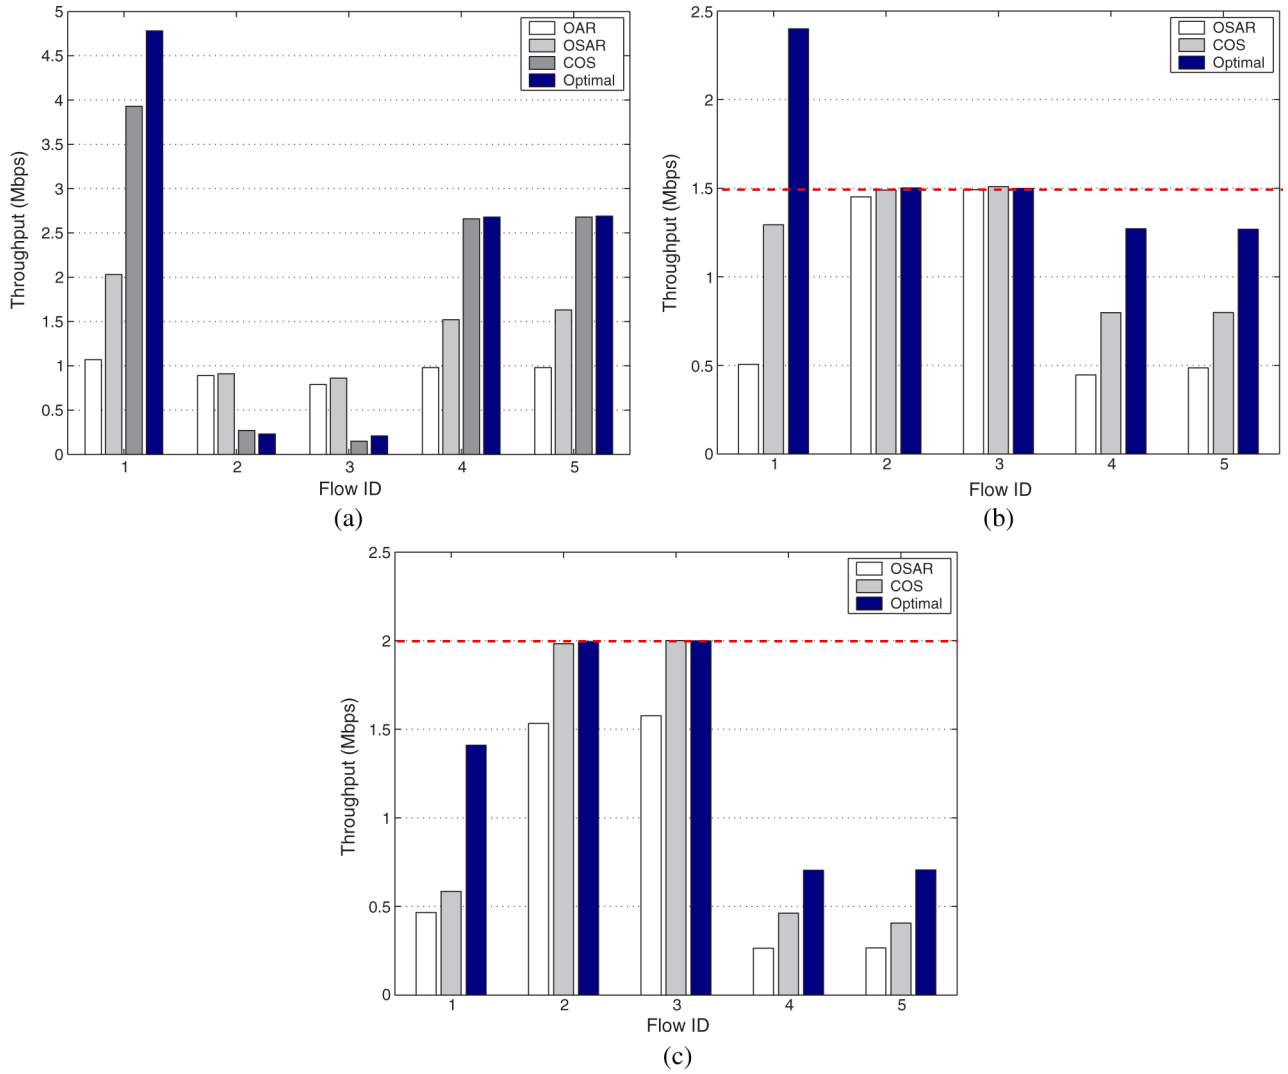 5
4.5
4
3.5
3
2.5
2
1.5
1
0.5
0
Throughput (Mbps)
OAR
OSAR
COS
Optimal
1 2 3 4 5
Flow ID
(a)
2.5
2
1.5
1
0.5
0
Throughput (Mbps)
OSAR
COS
Optimal
1 2 3 4 5
Flow ID
(b)
2.5
2
1.5
1
0.5
0
Throughput (Mbps)
OSAR
COS
Optimal
1 2 3 4 5
Flow ID
(c)